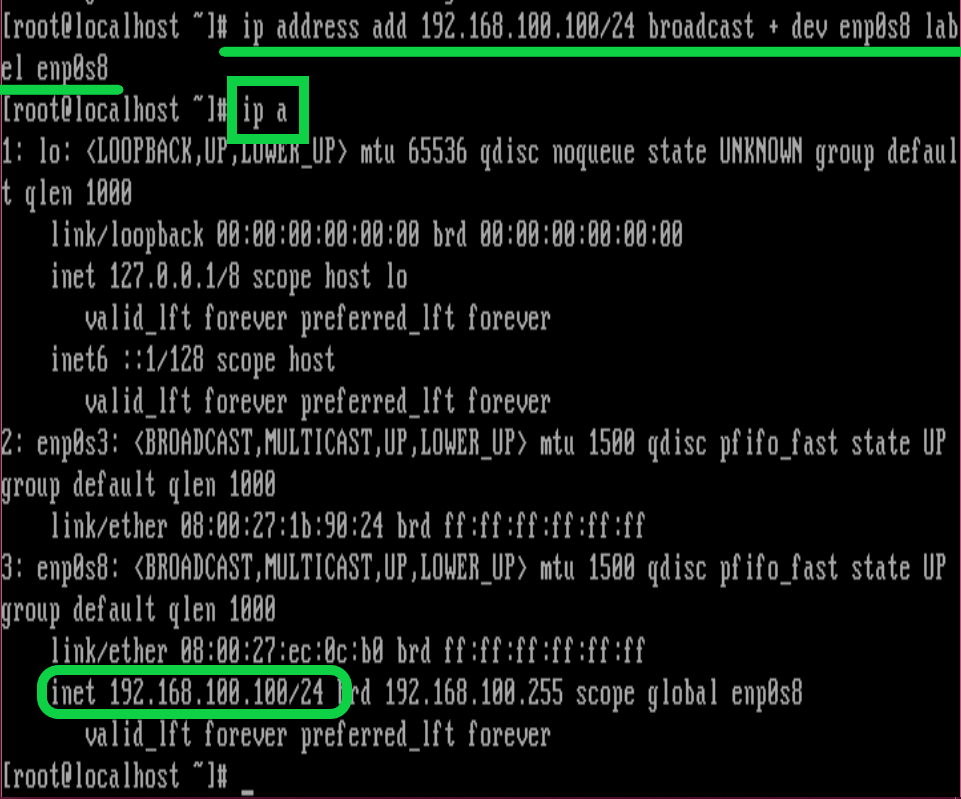 [root@localhost ~]# ip address add 192.168.100.100/24 broadcast + dev enp0s8 lab
el enp0s8
[root@localhost ~]# ip a
1: lo: <LOOPBACK,UP,LOWER_UP> mtu 65536 qdisc noqueue state UNKNOWN group defaul
t qlen 1000
link/loopback 00:00:00:00:00:00 brd 00:00:00:00:00:00
inet 127.0.0.1/8 scope host lo
valid_lft forever preferred_lft forever
inet6 ::1/128 scope host
valid_lft forever preferred_lft forever
2: enp0s3: <BROADCAST,MULTICAST,UP,LOWER_UP> mtu 1500 qdisc pfifo_fast state UP
group default qlen 1000
link/ether 08:00:27:1b:90:24 brd ff:ff:ff:ff:ff:ff
3: enp0s8: <BROADCAST,MULTICAST,UP,LOWER_UP> mtu 1500 qdisc pfifo_fast state UP
group default qlen 1000
link/ether 08:00:27:ec:0c:b0 brd ff:ff:ff:ff:ff:ff
inet 192.168.100.100/24 brd 192.168.100.255 scope global enp0s8
valid_lft forever preferred_lft forever
[root@localhost ~]# _